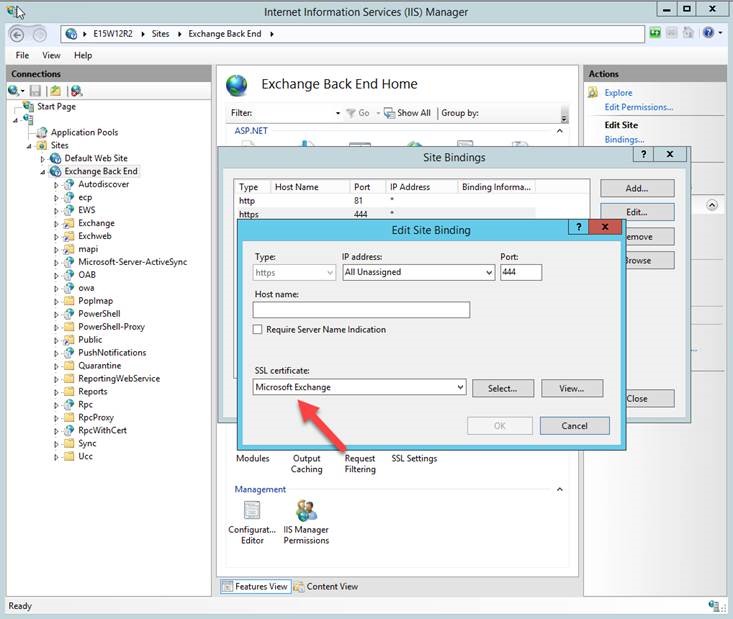 Internet Information Services (IIS) Manager
E15W12R2 Sites Exchange Back End
File View Help
Connections
Start Page
Application Pools
Sites
Default Web Site
Exchange Back End
Autodiscover
ecp
EWS
Exchange
Exchweb
mapi
Microsoft-Server-ActiveSync
OAB
owa
PopImap
PowerShell
PowerShell-Proxy
Public
PushNotifications
Quarantine
ReportingWebService
Reports
Rpc
RpcProxy
RpcWithCert
Sync
Ucc
Exchange Back End Home
Filter: Go Show All Group by:
ASP.NET
Site Bindings
? X
Type Host Name Port IP Address Binding Informa...
http 81 *
https 444 *
Add...
Edit...
emove
rowse
Close
Edit Site Binding
? X
Type: IP address: Port:
https All Unassigned 444
Host name:
Require Server Name Indication
SSL certificate:
Microsoft Exchange Select... View...
OK Cancel
Modules Output Caching Request Filtering SSL Settings
Management
Configurat... Editor IIS Manager Permissions
Features View Content View
Actions
Explore
Edit Permissions...
Edit Site
Bindings...
Ready